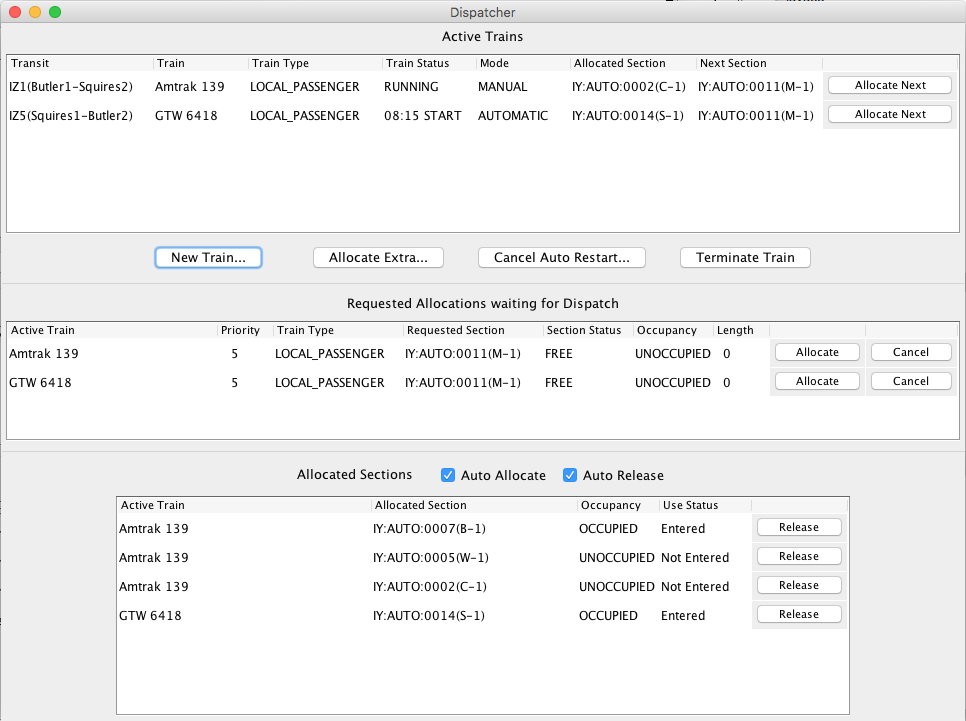 Dispatcher
Active Trains
Transit Train Train Type Train Status Mode Allocated Section Next Section
IZ1(Butler1-Squires2) Amtrak 139 LOCAL_PASSENGER RUNNING MANUAL IY:AUTO:0002(C-1) IY:AUTO:0011(M-1) Allocate Next
IZ5(Squires1-Butler2) GTW 6418 LOCAL_PASSENGER 08:15 START AUTOMATIC IY:AUTO:0014(S-1) IY:AUTO:0011(M-1) Allocate Next
New Train... Allocate Extra... Cancel Auto Restart... Terminate Train
Requested Allocations waiting for Dispatch
Active Train Priority Train Type Requested Section Section Status Occupancy Length
Amtrak 139 5 LOCAL_PASSENGER IY:AUTO:0011(M-1) FREE UNOCCUPIED 0 Allocate Cancel
GTW 6418 5 LOCAL_PASSENGER IY:AUTO:0011(M-1) FREE UNOCCUPIED 0 Allocate Cancel
Allocated Sections Auto Allocate Auto Release
Active Train Allocated Section Occupancy Use Status
Amtrak 139 IY:AUTO:0007(B-1) OCCUPIED Entered Release
Amtrak 139 IY:AUTO:0005(W-1) UNOCCUPIED Not Entered Release
Amtrak 139 IY:AUTO:0002(C-1) UNOCCUPIED Not Entered Release
GTW 6418 IY:AUTO:0014(S-1) OCCUPIED Entered Release